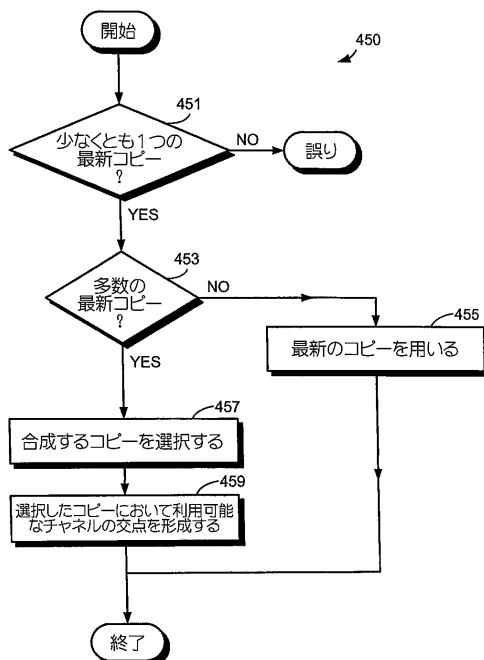 開始
450
451
少なくとも1つの
最新コピー
?
NO
誤り
YES
453
多数の
最新コピー
?
NO
YES
455
最新のコピーを用いる
457
合成するコピーを選択する
459
選択したコピーにおいて利用可能
なチャネルの交点を形成する
終了